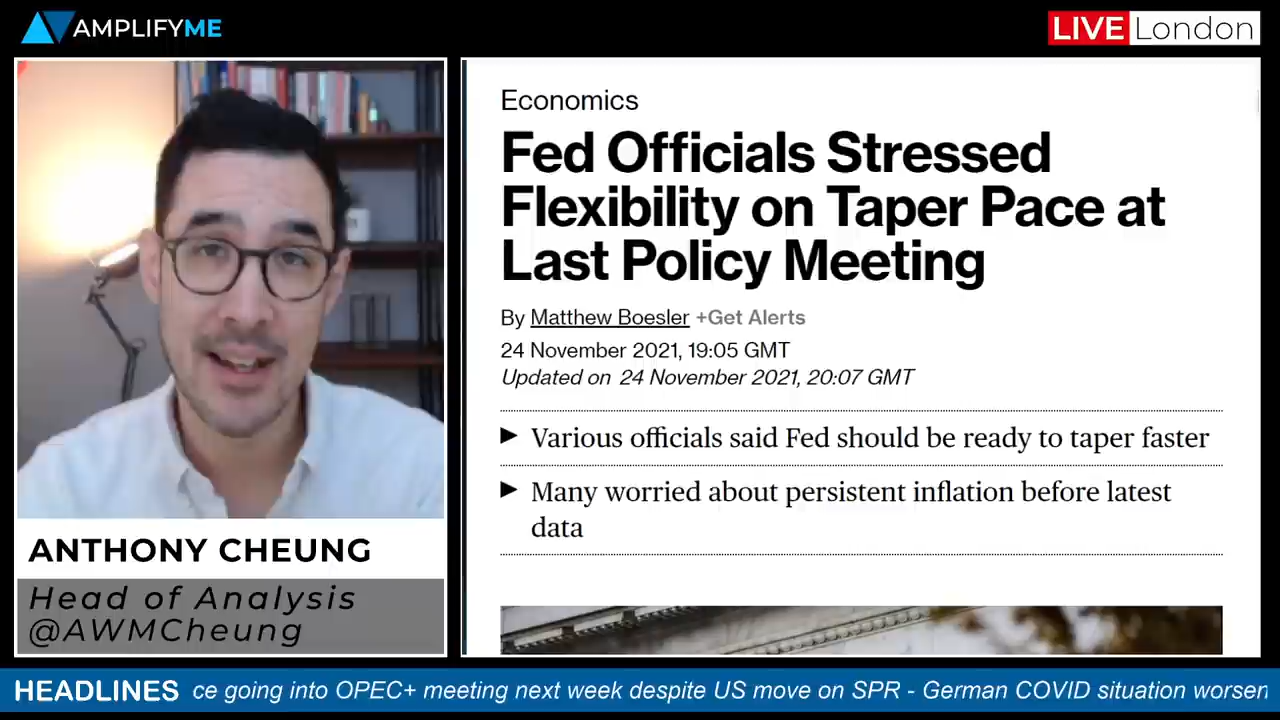 AMPLIFYME
LIVE London
Economics
Fed Officials Stressed
Flexibility on Taper Pace at
Last Policy Meeting
By Matthew Boesler +Get Alerts
24 November 2021, 19:05 GMT
Updated on 24 November 2021, 20:07 GMT
▶ Various officials said Fed should be ready to taper faster
▶ Many worried about persistent inflation before latest
data
ANTHONY CHEUNG
Head of Analysis
@AWMCheung
HEADLINES ce going into OPEC+ meeting next week despite US move on SPR - German COVID situation worsen